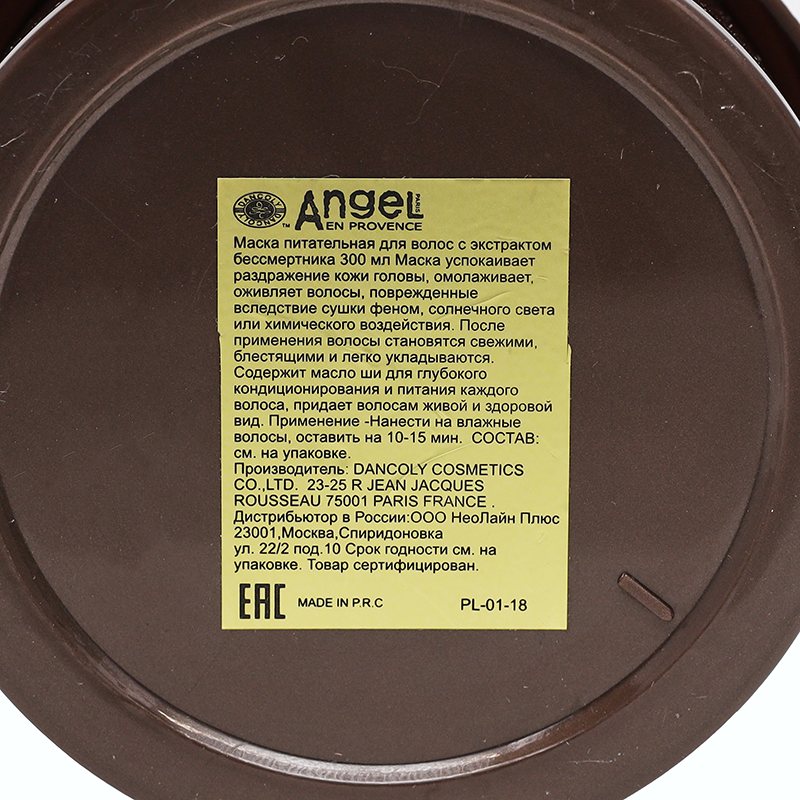 DANCOLY DANCOLY ™ Angel PARIS
EN PROVENCE
Маска питательная для волос с экстрактом
бессмертника 300 мл Маска успокаивает
раздражение кожи головы, омолаживает,
оживляет волосы, поврежденные
вследствие сушки феном, солнечного света
или химического воздействия. После
применения волосы становятся свежими,
блестящими и легко укладываются.
Содержит масло ши для глубокого
кондиционирования и питания каждого
волоса, придает волосам живой и здоровой
вид. Применение -Нанести на влажные
волосы, оставить на 10-15 мин. СОСТАВ:
см. на упаковке.
Производитель: DANCOLY COSMETICS
CO.,LTD. 23-25 R JEAN JACQUES
ROUSSEAU 75001 PARIS FRANCE .
Дистрибьютор в России:ООО НеоЛайн Плюс
23001,Москва,Спиридоновка
ул. 22/2 под.10 Срок годности см. на
упаковке. Товар сертифицирован.
EAC MADE IN P.R.C PL-01-18